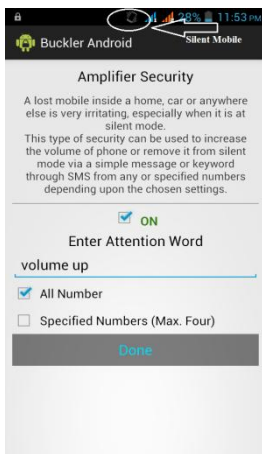 28% 11:53 PM
Buckler Android
Silent Mobile
Amplifier Security
A lost mobile inside a home, car or anywhere
else is very irritating, especially when it is at
silent mode.
This type of security can be used to increase
the volume of phone or remove it from silent
mode via a simple message or keyword
through SMS from any or specified numbers
depending upon the chosen settings.
ON
Enter Attention Word
volume up
All Number
Specified Numbers (Max. Four)
Done